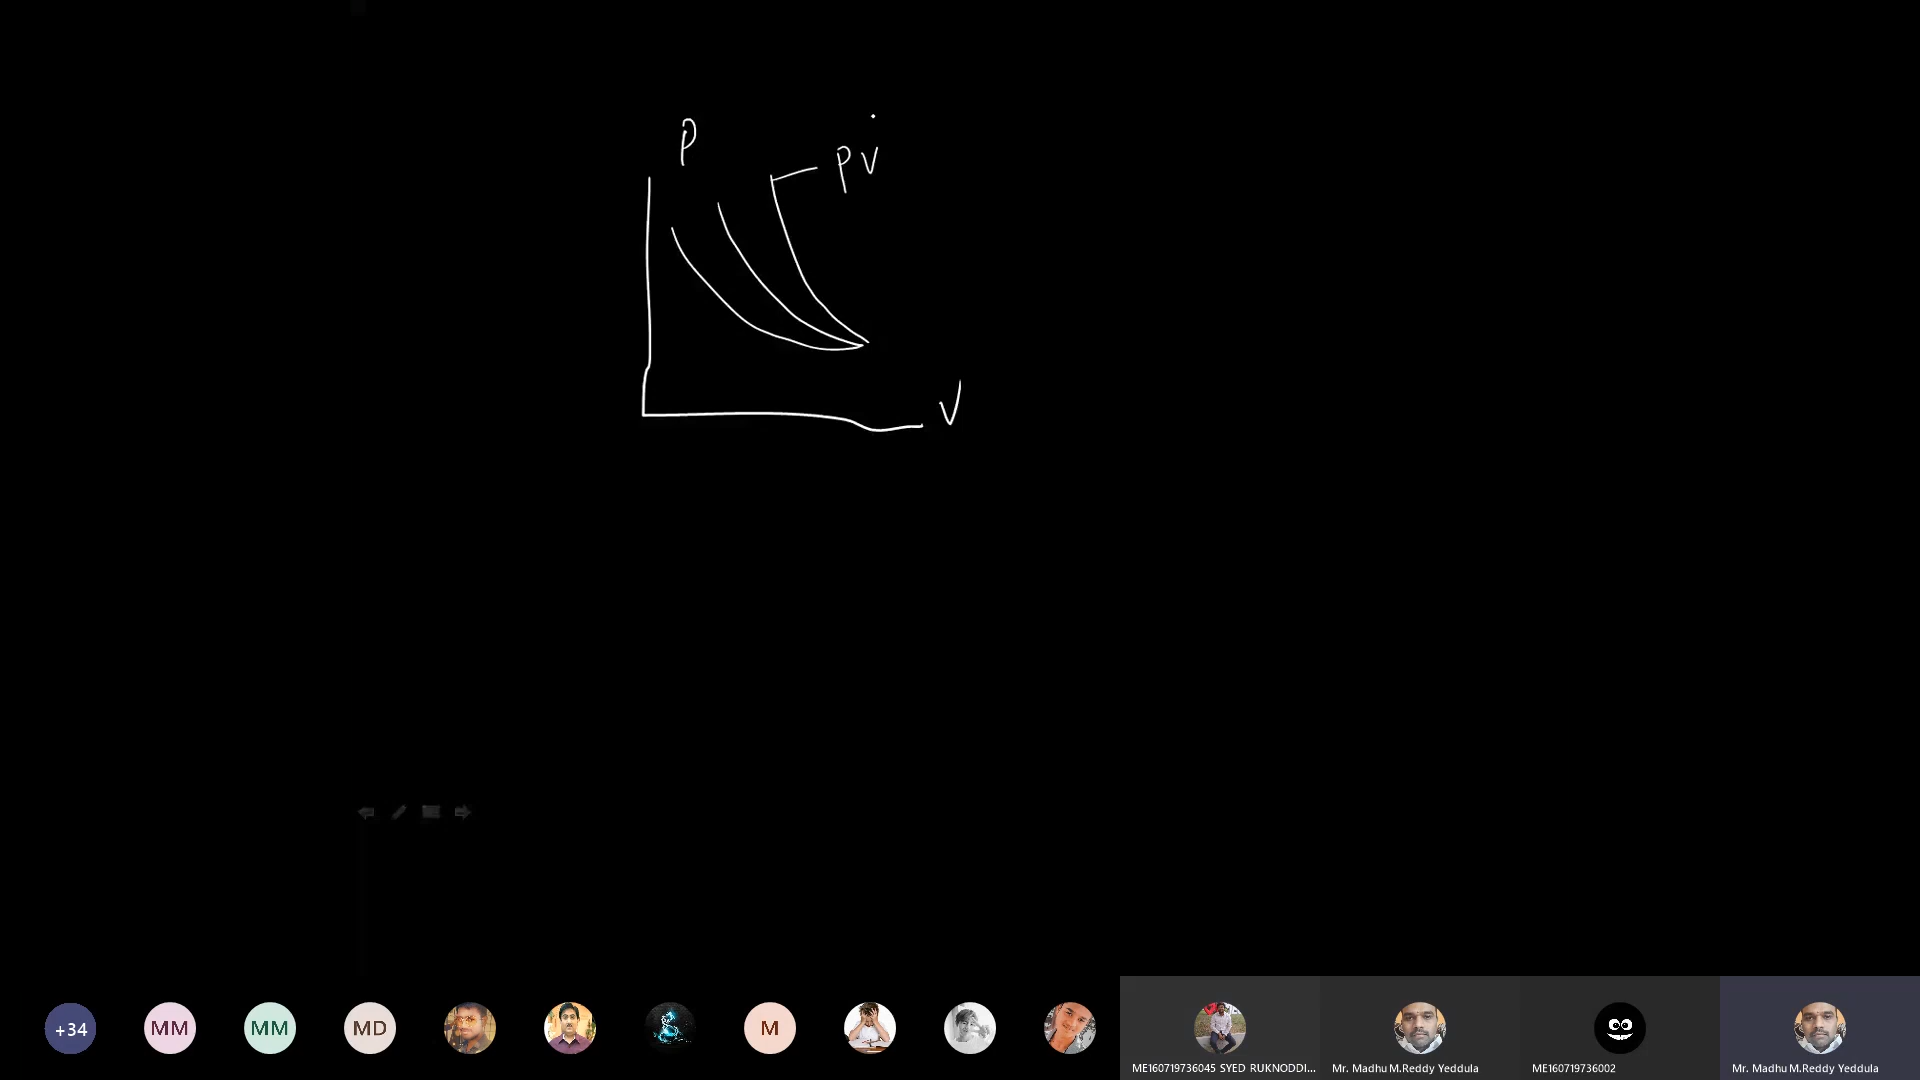 P
PV
V
+34
MM
MM
MD
M
ME160719736045 SYED RUKNODDI...
Mr. Madhu M.Reddy Yeddula
ME160719736002
Mr. Madhu M.Reddy Yeddula